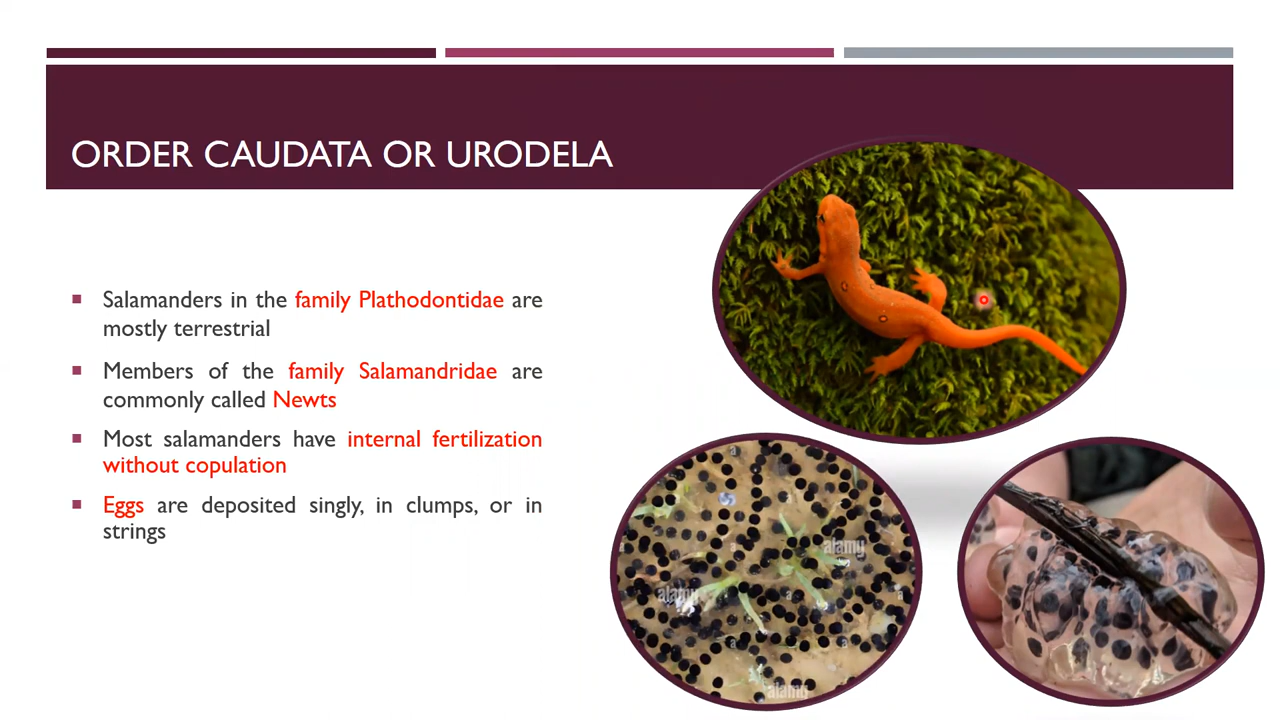 ORDER CAUDATA OR URODELA
Salamanders in the family Plathodontidae are
mostly terrestrial
Members of the family Salamandridae are
commonly called Newts
Most salamanders have internal fertilization
without copulation
Eggs are deposited singly, in clumps, or in
strings
a
alamy
a
alamy
a
a
a
alamy